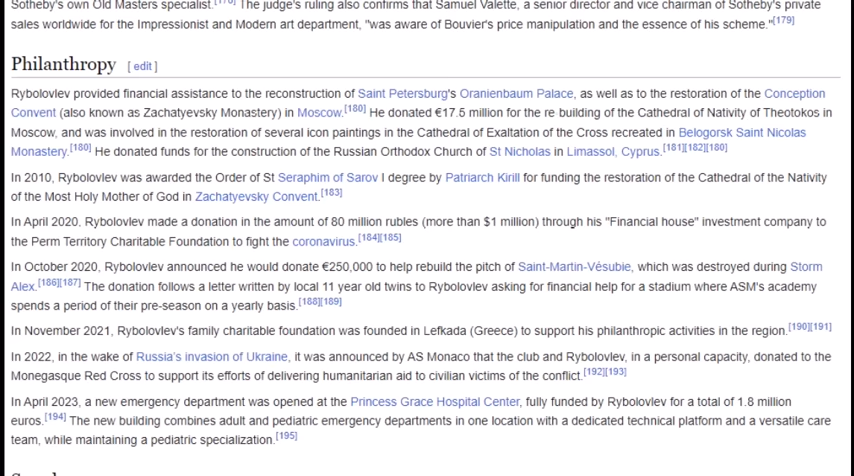 Sotheby's own Old Masters specialist.[178] The judge's ruling also confirms that Samuel Valette, a senior director and vice chairman of Sotheby's private
sales worldwide for the Impressionist and Modern art department, "was aware of Bouvier's price manipulation and the essence of his scheme."[179]
Philanthropy [ edit ]
Rybolovlev provided financial assistance to the reconstruction of Saint Petersburg's Oranienbaum Palace, as well as to the restoration of the Conception
Convent (also known as Zachatyevsky Monastery) in Moscow.[180] He donated €17.5 million for the re building of the Cathedral of Nativity of Theotokos in
Moscow, and was involved in the restoration of several icon paintings in the Cathedral of Exaltation of the Cross recreated in Belogorsk Saint Nicolas
Monastery.[180] He donated funds for the construction of the Russian Orthodox Church of St Nicholas in Limassol, Cyprus.[181][182][180]
In 2010, Rybolovlev was awarded the Order of St Seraphim of Sarov I degree by Patriarch Kirill for funding the restoration of the Cathedral of the Nativity
of the Most Holy Mother of God in Zachatyevsky Convent.[183]
In April 2020, Rybolovlev made a donation in the amount of 80 million rubles (more than $1 million) through his "Financial house" investment company to
the Perm Territory Charitable Foundation to fight the coronavirus.[184][185]
In October 2020, Rybolovlev announced he would donate €250,000 to help rebuild the pitch of Saint-Martin-Vésubie, which was destroyed during Storm
Alex.[186][187] The donation follows a letter written by local 11 year old twins to Rybolovlev asking for financial help for a stadium where ASM's academy
spends a period of their pre-season on a yearly basis.[188][189]
In November 2021, Rybolovlev's family charitable foundation was founded in Lefkada (Greece) to support his philanthropic activities in the region.[190][191]
In 2022, in the wake of Russia's invasion of Ukraine, it was announced by AS Monaco that the club and Rybolovlev, in a personal capacity, donated to the
Monegasque Red Cross to support its efforts of delivering humanitarian aid to civilian victims of the conflict.[192][193]
In April 2023, a new emergency department was opened at the Princess Grace Hospital Center, fully funded by Rybolovlev for a total of 1.8 million
euros.[194] The new building combines adult and pediatric emergency departments in one location with a dedicated technical platform and a versatile care
team, while maintaining a pediatric specialization.[195]